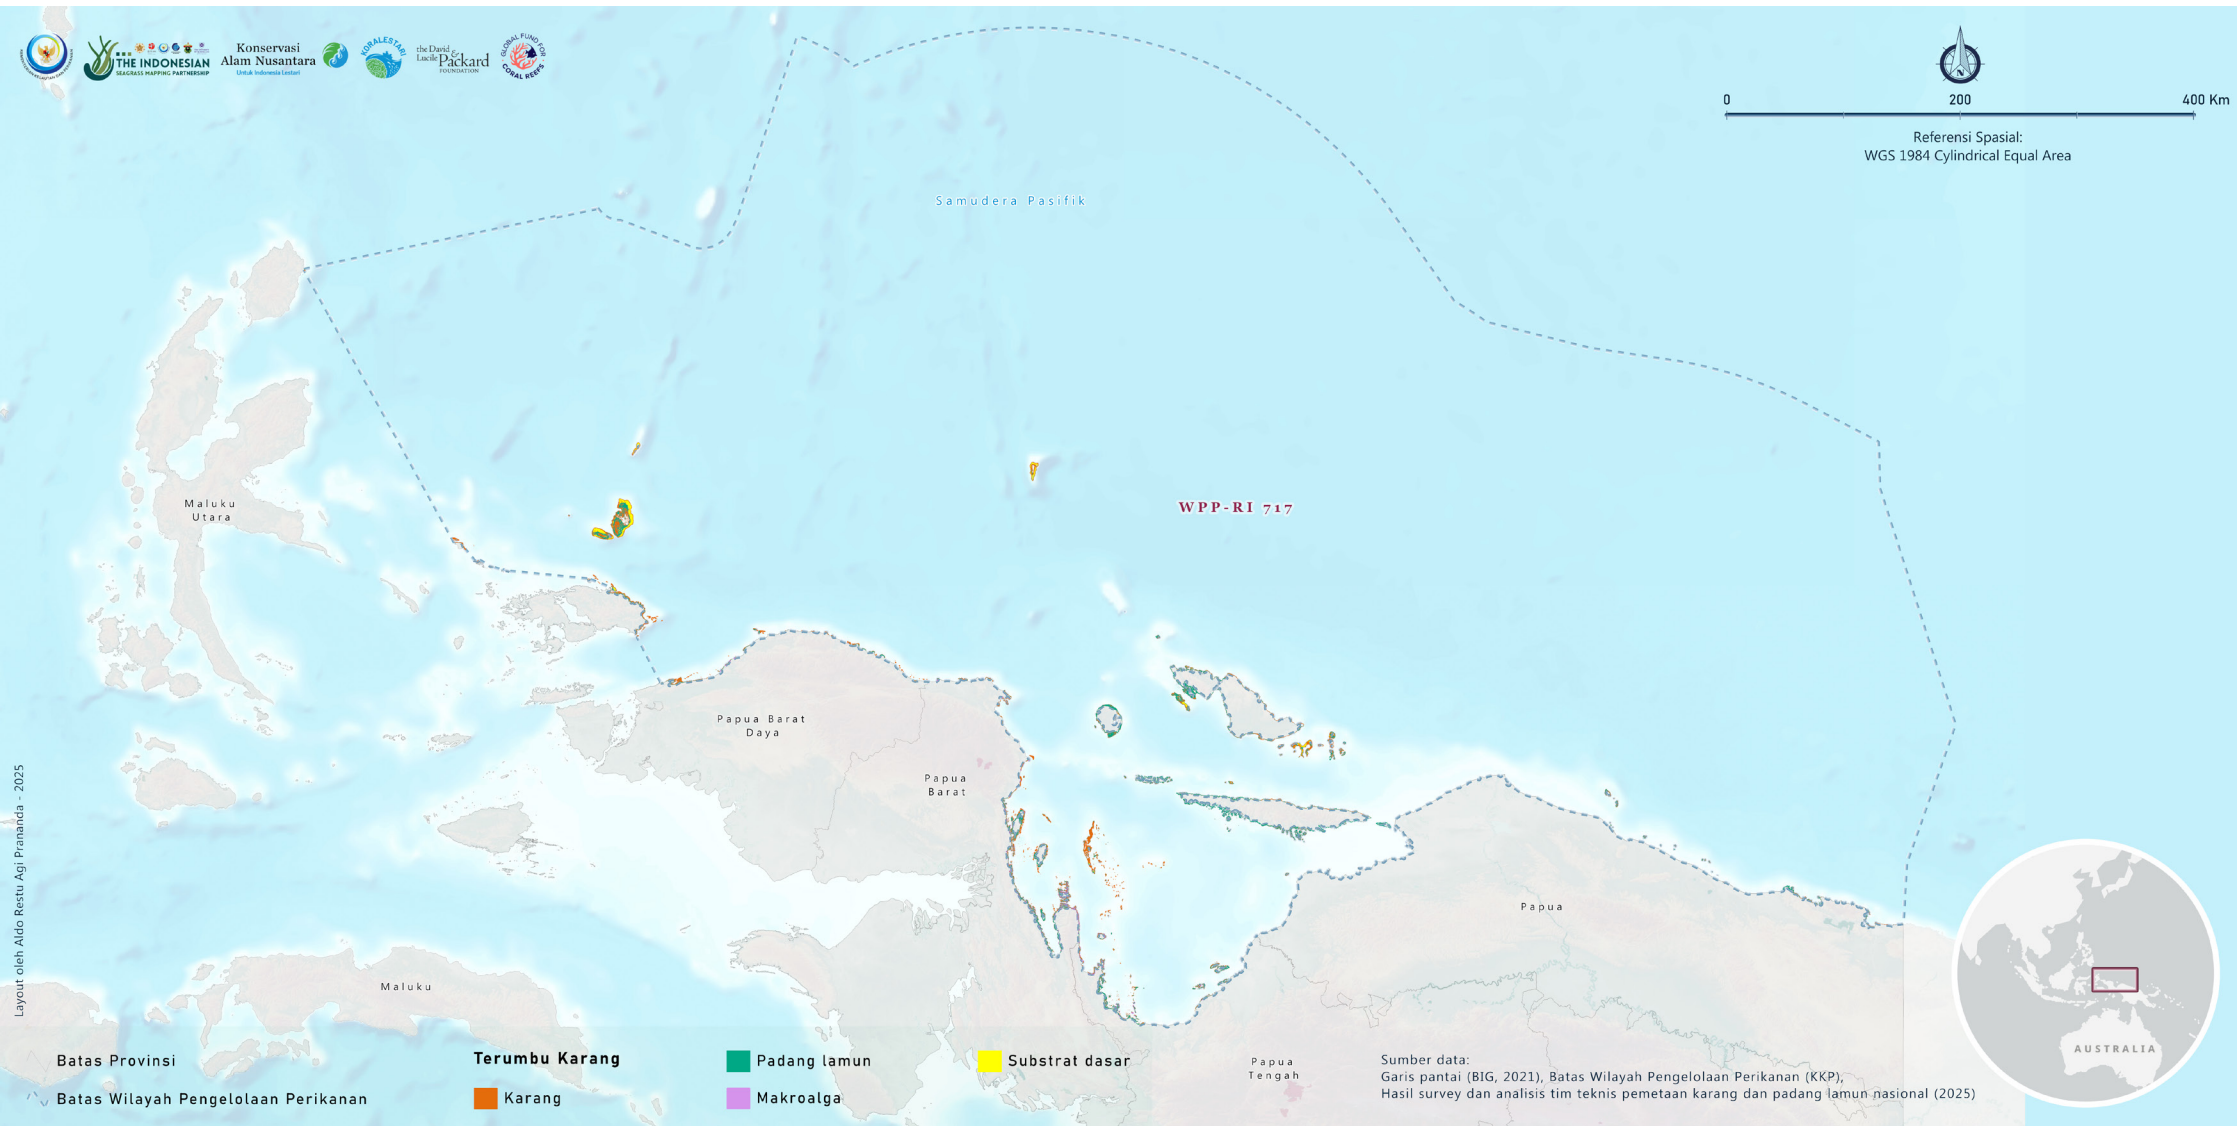 THE INDONESIAN
SEAGRASS MAPPING PARTNERSHIP
Konservasi
Alam Nusantara
Untuk Indonesia Lestari
KORALESTARI
the David &
Lucile Packard
FOUNDATION
GLOBAL FUND FOR
CORAL REEFS
N
0 200 400 Km
Referensi Spasial:
WGS 1984 Cylindrical Equal Area
Samudera Pasifik
WPP-RI 717
Maluku
Utara
Papua Barat
Daya
Papua
Barat
Papua
Maluku
Papua
Tengah
Layout oleh Aldo Restu Agi Prananda - 2025
Batas Provinsi
Batas Wilayah Pengelolaan Perikanan
Terumbu Karang
Karang
Padang lamun
Makroalga
Substrat dasar
Sumber data:
Garis pantai (BIG, 2021), Batas Wilayah Pengelolaan Perikanan (KKP),
Hasil survey dan analisis tim teknis pemetaan karang dan padang lamun nasional (2025)
AUSTRALIA